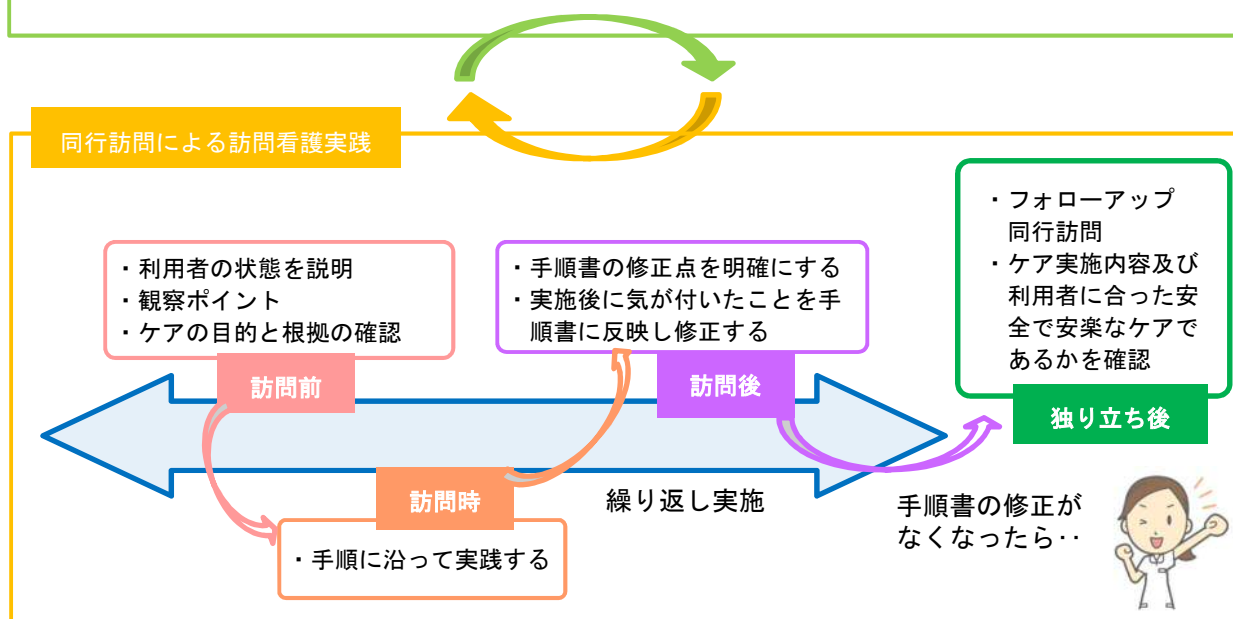 同行訪問による訪問看護実践
・利用者の状態を説明
・観察ポイント
・ケアの目的と根拠の確認
訪問前
訪問時
・手順に沿って実践する
・手順書の修正点を明確にする
・実施後に気が付いたことを手
順書に反映し修正する
訪問後
繰り返し実施
・フォローアップ
同行訪問
・ケア実施内容及び
利用者に合った安
全で安楽なケアで
あるかを確認
独り立ち後
手順書の修正が
なくなったら‥